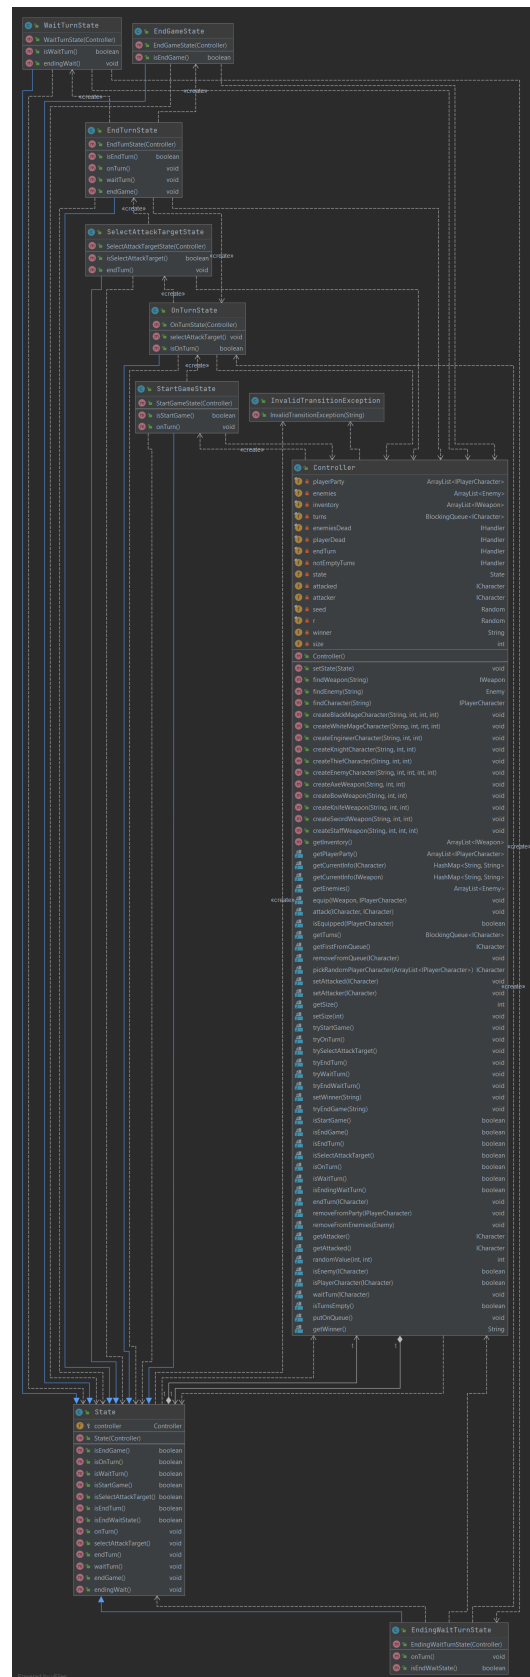 WaitTurnState
WaitTurnState(Controller)
isWaitTurn() boolean
endingWait() void
EndGameState
EndGameState(Controller)
isEndGame() boolean
«create»
«create»
EndTurnState
EndTurnState(Controller)
isEndTurn() boolean
onTurn() void
waitTurn() void
endGame() void
«create»
SelectAttackTargetState
SelectAttackTargetState(Controller)
isSelectAttackTarget() boolean
endTurn() void
«create»
«create»
OnTurnState
OnTurnState(Controller)
selectAttackTarget() void
isOnTurn() boolean
«create»
StartGameState
StartGameState(Controller)
isStartGame() boolean
onTurn() void
InvalidTransitionException
InvalidTransitionException(String)
«create»
Controller
playerParty ArrayList<IPlayerCharacter>
enemies ArrayList<Enemy>
inventory ArrayList<IWeapon>
turns BlockingQueue<ICharacter>
enemiesDead IHandler
playerDead IHandler
endTurn IHandler
notEmptyTurns IHandler
state State
attacked ICharacter
attacker ICharacter
seed Random
r Random
winner String
size int
Controller()
setState(State) void
findWeapon(String) IWeapon
findEnemy(String) Enemy
findCharacter(String) IPlayerCharacter
createBlackMageCharacter(String, int, int, int) void
createWhiteMageCharacter(String, int, int, int) void
createEngineerCharacter(String, int, int) void
createKnightCharacter(String, int, int) void
createThiefCharacter(String, int, int) void
createEnemyCharacter(String, int, int, int, int) void
createAxeWeapon(String, int, int) void
createBowWeapon(String, int, int) void
createKnifeWeapon(String, int, int) void
createSwordWeapon(String, int, int) void
createStaffWeapon(String, int, int, int) void
getInventory() ArrayList<IWeapon>
«create»
getPlayerParty() ArrayList<IPlayerCharacter>
getCurrentInfo(ICharacter) HashMap<String, String>
getCurrentInfo(IWeapon) HashMap<String, String>
getEnemies() ArrayList<Enemy>
«create»
equip(IWeapon, IPlayerCharacter) void
attack(ICharacter, ICharacter) void
isEquipped(IPlayerCharacter) boolean
getTurns() BlockingQueue<ICharacter>
getFirstFromQueue() ICharacter
removeFromQueue(ICharacter) void
pickRandomPlayerCharacter(ArrayList<IPlayerCharacter>) ICharacter
setAttacked(ICharacter) void
«create»
setAttacker(ICharacter) void
getSize() int
setSize(int) void
tryStartGame() void
tryOnTurn() void
trySelectAttackTarget() void
tryEndTurn() void
tryWaitTurn() void
tryEndWaitTurn() void
setWinner(String) void
tryEndGame(String) void
isStartGame() boolean
isEndGame() boolean
isEndTurn() boolean
isSelectAttackTarget() boolean
isOnTurn() boolean
isWaitTurn() boolean
isEndingWaitTurn() boolean
endTurn(ICharacter) void
removeFromParty(IPlayerCharacter) void
removeFromEnemies(Enemy) void
getAttacker() ICharacter
getAttacked() ICharacter
randomValue(int, int) int
isEnemy(ICharacter) boolean
isPlayerCharacter(ICharacter) boolean
waitTurn(ICharacter) void
isTurnsEmpty() boolean
putOnQueue() void
getWinner() String
1
1
1
State
controller Controller
State(Controller)
isEndGame() boolean
isOnTurn() boolean
isWaitTurn() boolean
isStartGame() boolean
isSelectAttackTarget() boolean
isEndTurn() boolean
isEndWaitState() boolean
onTurn() void
selectAttackTarget() void
endTurn() void
waitTurn() void
endGame() void
endingWait() void
EndingWaitTurnState
EndingWaitTurnState(Controller)
onTurn() void
isEndWaitState() boolean